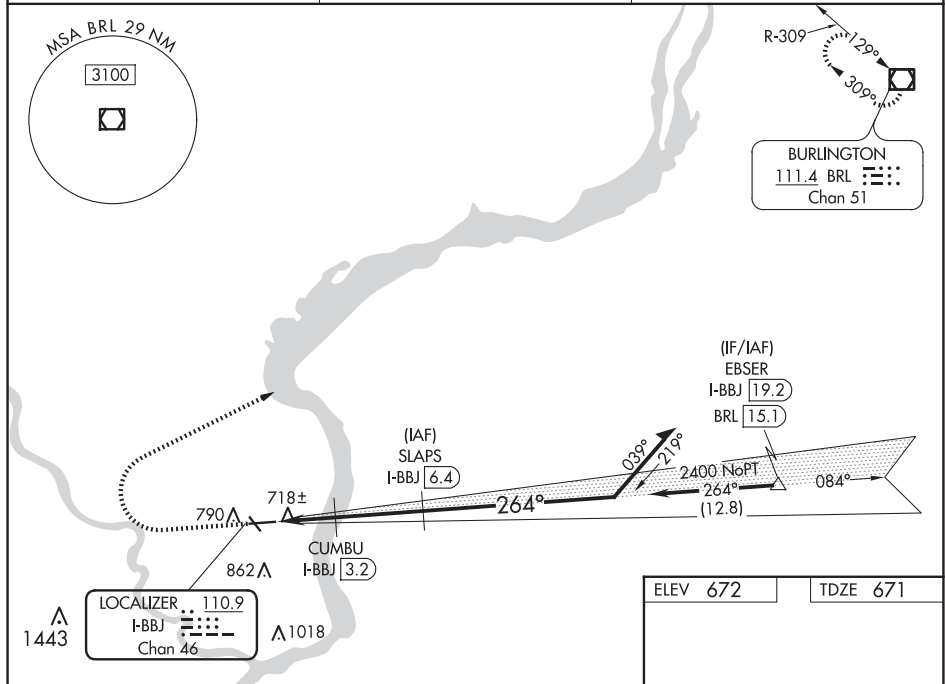 MSA BRL 29 NM
3100
R-309
129°
309°
BURLINGTON
111.4 BRL
Chan 51
(IF/IAF)
EBSER
I-BBJ 19.2
BRL 15.1
(IAF)
SLAPS
I-BBJ 6.4
039°
219°
2400 NoPT
264°
264°
084°
(12.8)
718±
790
CUMBU
I-BBJ 3.2
862
LOCALIZER 110.9
I-BBJ
Chan 46
1443
1018
ELEV 672
TDZE 671